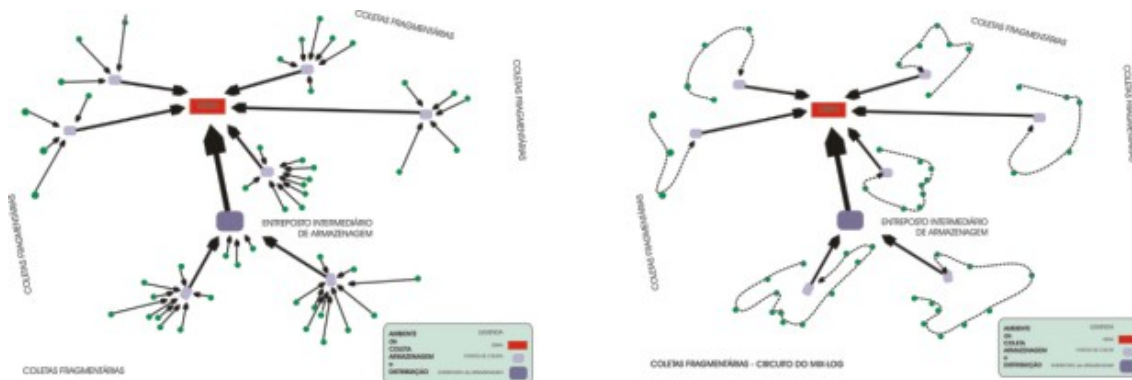 COLETAS FRAGMENTÁRIAS
COLETAS FRAGMENTÁRIAS
COLETAS FRAGMENTÁRIAS
ENTREPOSTO INTERMEDIÁRIO
DE ARMAZENAGEM
COLETAS FRAGMENTÁRIAS
AMBIENTE
DE
COLETA
ARMAZENAGEM
E
DISTRIBUIÇÃO
COLETAS FRAGMENTÁRIAS
COLETAS FRAGMENTÁRIAS
COLETAS FRAGMENTÁRIAS
ENTREPOSTO INTERMEDIÁRIO
DE ARMAZENAGEM
COLETAS FRAGMENTÁRIAS - CIRCUITO DO MIX-LOG
AMBIENTE
DE
COLETA
ARMAZENAGEM
E
DISTRIBUIÇÃO